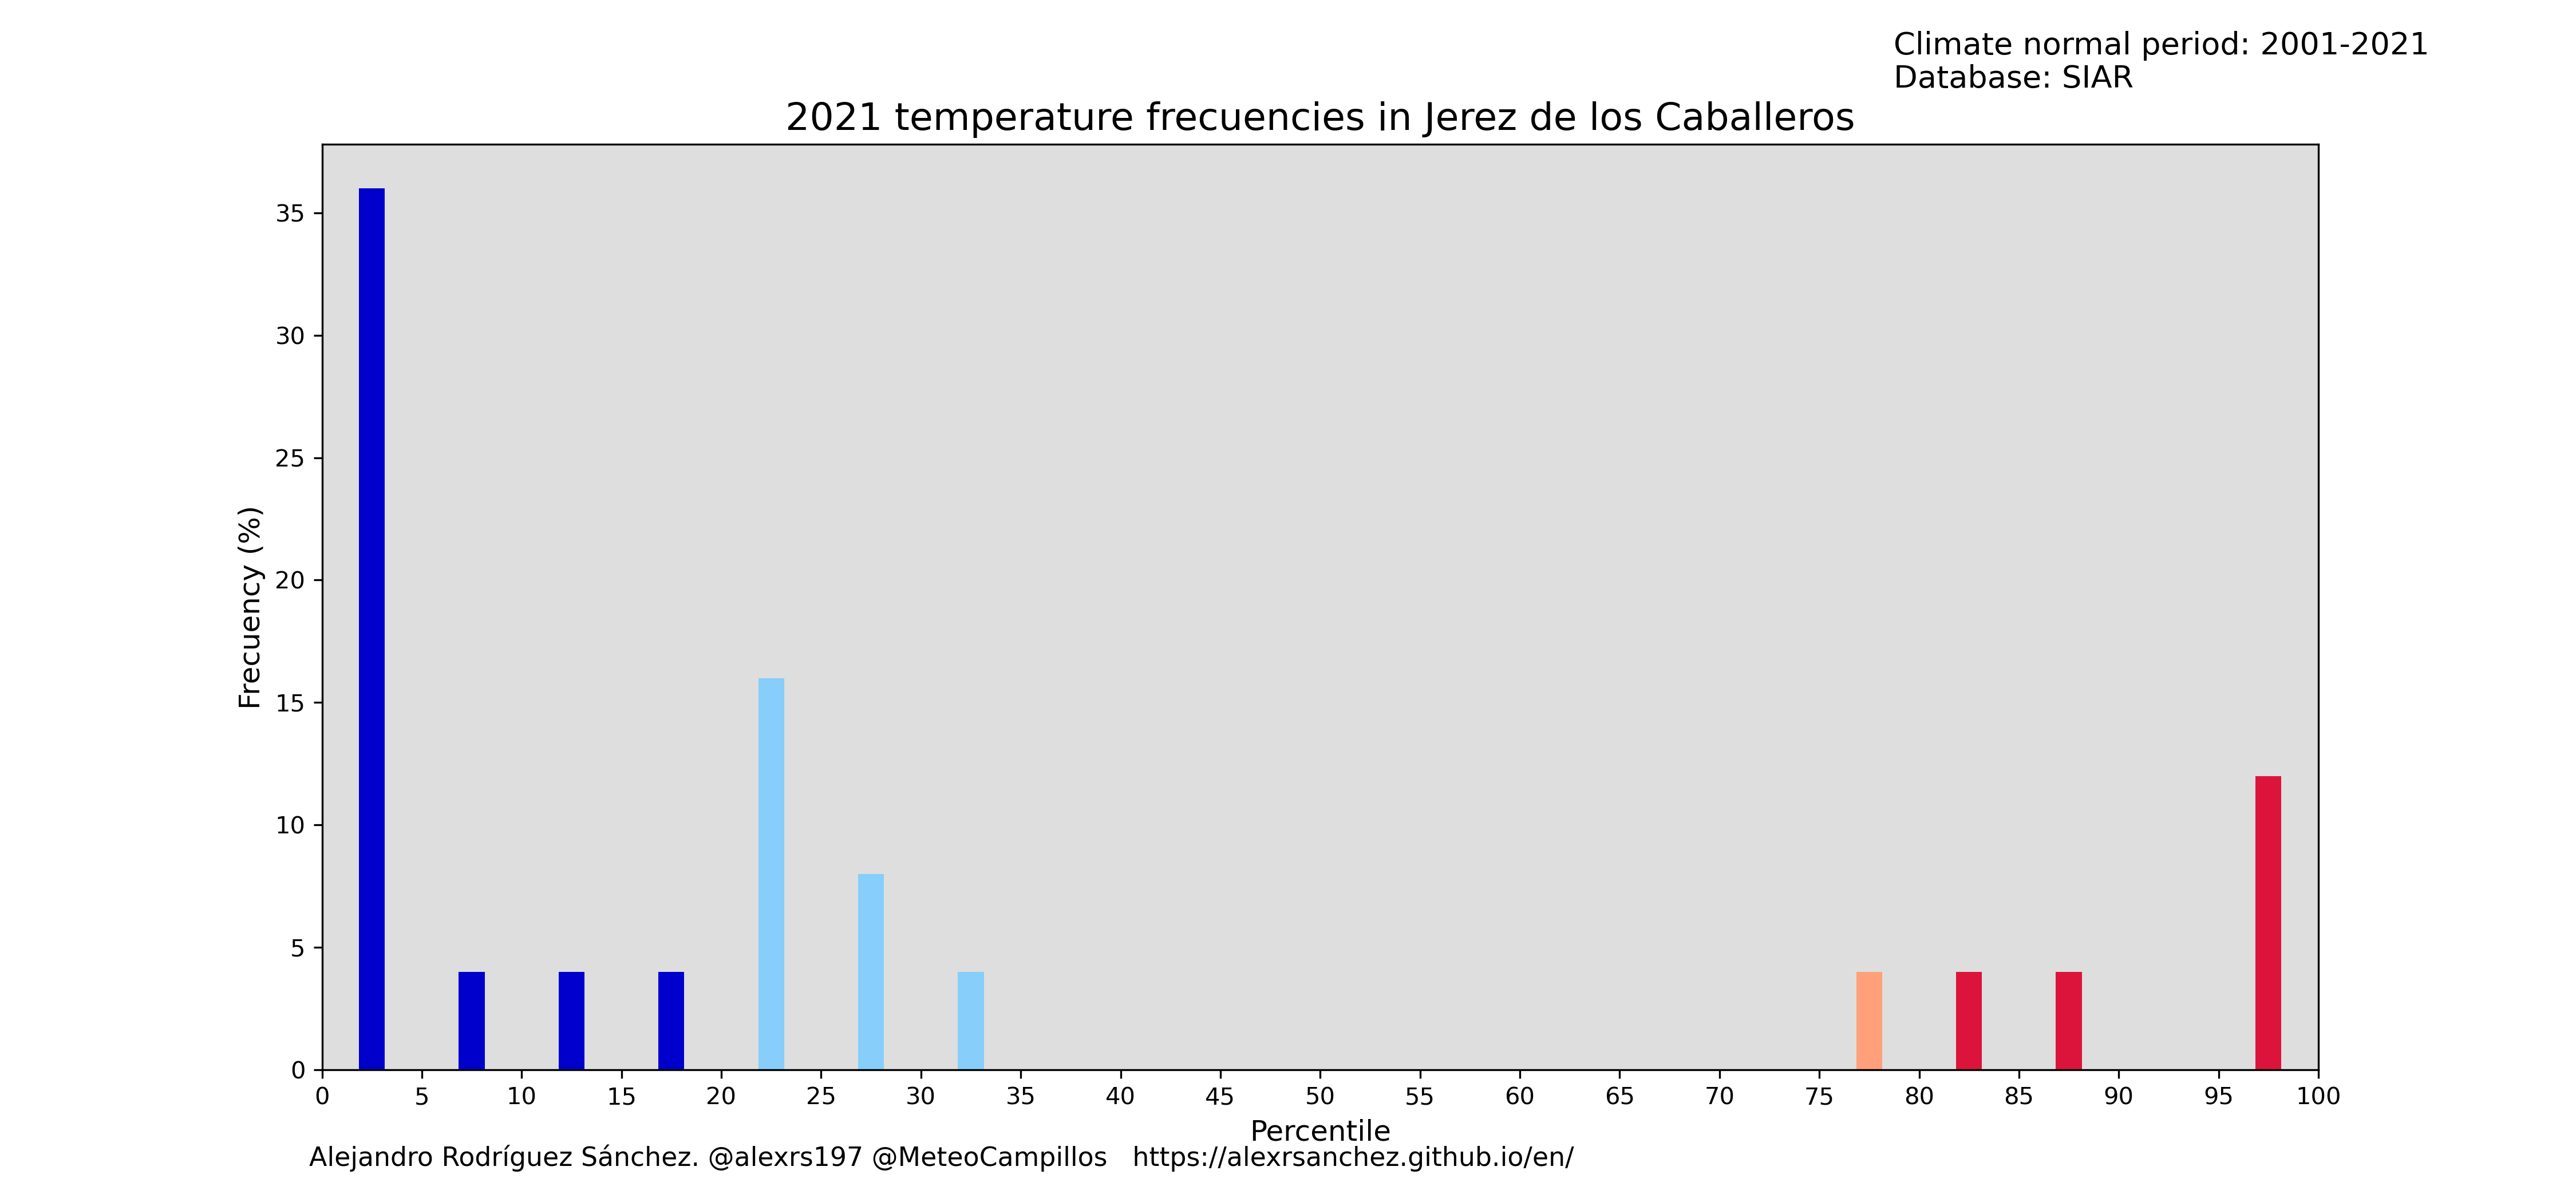 Climate normal period: 2001-2021
Database: SIAR
2021 temperature frecuencies in Jerez de los Caballeros
35
30
25
20
15
10
5
0
Frecuency (%)
0 5 10 15 20 25 30 35 40 45 50 55 60 65 70 75 80 85 90 95 100
Percentile
Alejandro Rodríguez Sánchez. @alexrs197 @MeteoCampillos https://alexrsanchez.github.io/en/